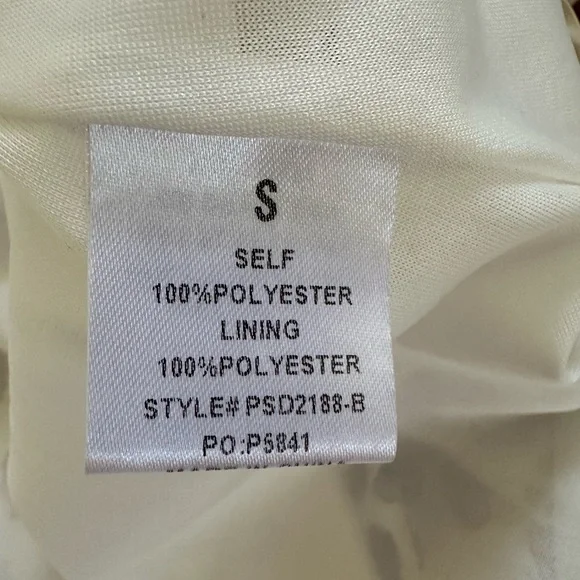 S
SELF
100%POLYESTER
LINING
100%POLYESTER
STYLE# PSD2188-B
PO:P5841